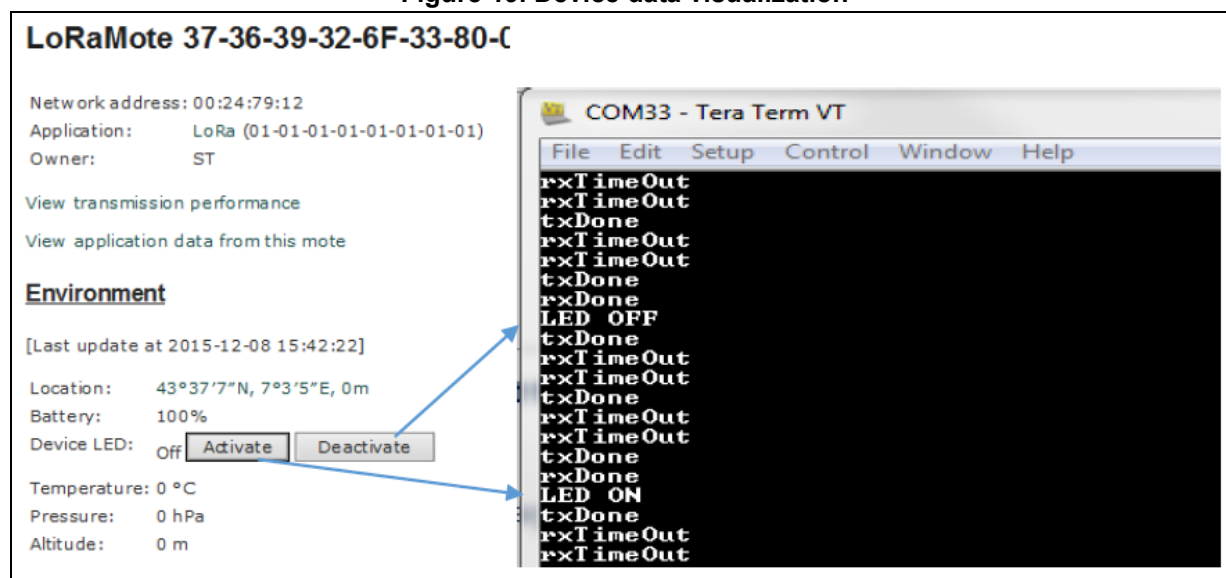 LoRaMote 37-36-39-32-6F-33-80-
Network address: 00:24:79:12
Application: LoRa (01-01-01-01-01-01-01-01)
Owner: ST
View transmission performance
View application data from this mote
Environment
[Last update at 2015-12-08 15:42:22]
Location: 43°37'7"N, 7°3'5"E, 0m
Battery: 100%
Device LED: Off Activate Deactivate
Temperature: 0 °C
Pressure: 0 hPa
Altitude: 0 m
COM33 - Tera Term VT
File Edit Setup Control Window Help
rxTimeOut
rxTimeOut
txDone
rxTimeOut
rxTimeOut
txDone
rxDone
LED OFF
txDone
rxTimeOut
rxTimeOut
txDone
rxTimeOut
rxTimeOut
txDone
rxDone
LED ON
txDone
rxTimeOut
rxTimeOut